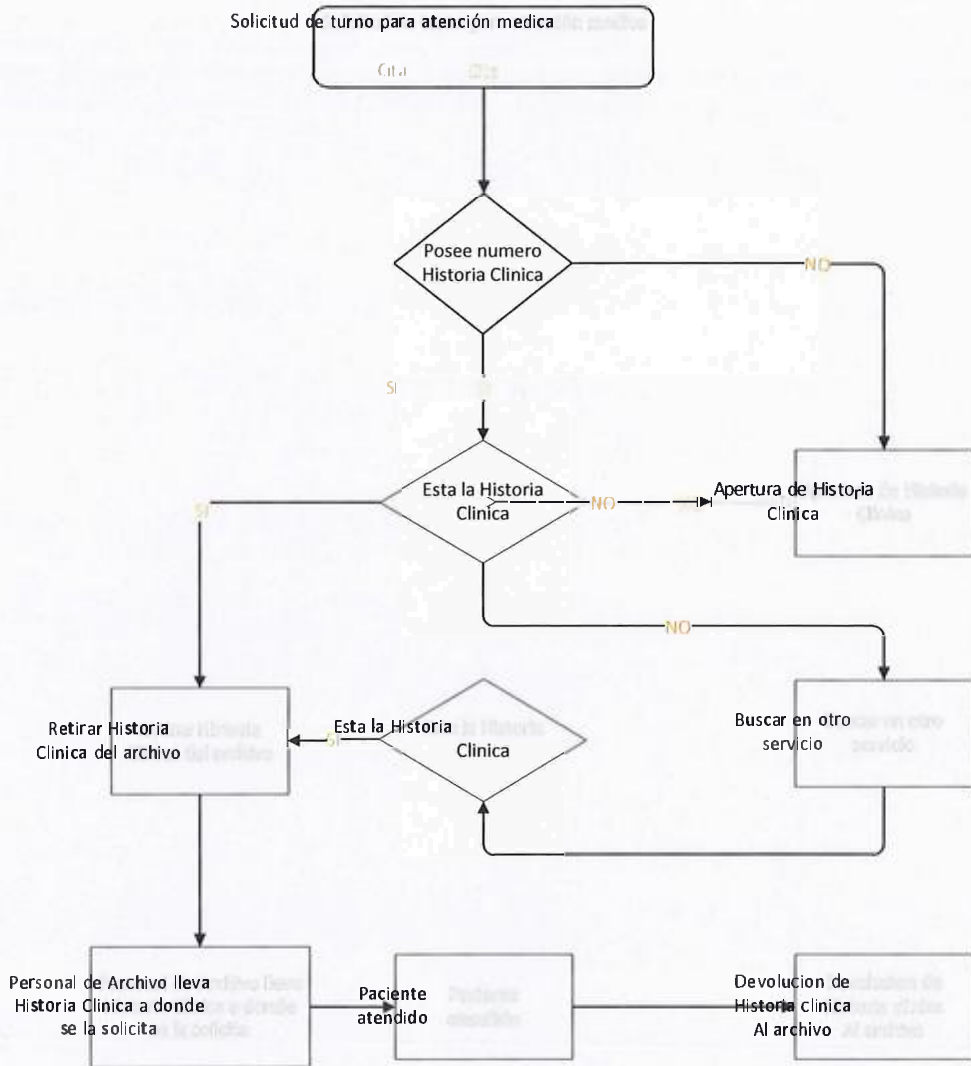 Solicitud de turno para atención medica
Cita
Posee numero
Historia Clinica
NO
SI
Esta la Historia
Clinica
SI
NO
Apertura de Historia
Clinica
NO
Retirar Historia
Clinica del archivo
SI
Esta la Historia
Clinica
Buscar en otro
servicio
Personal de Archivo lleva
Historia Clinica a donde
se la solicita
Paciente
atendido
Devolucion de
Historia clinica
Al archivo